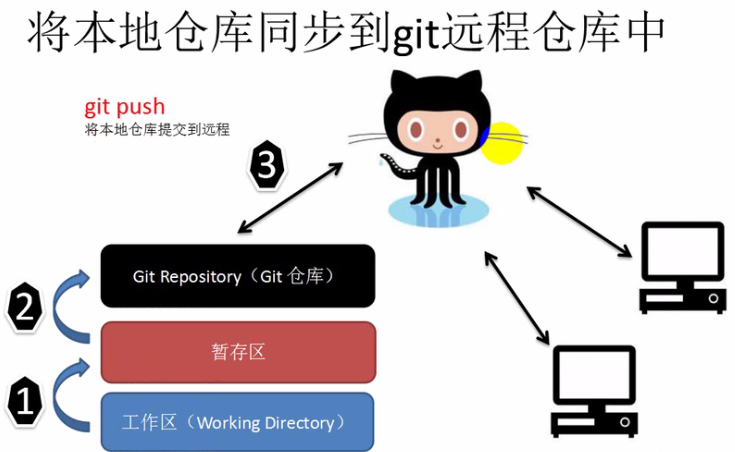 将本地仓库同步到git远程仓库中
git push
将本地仓库提交到远程
3
Git Repository（Git 仓库）
2
暂存区
1
工作区（Working Directory）